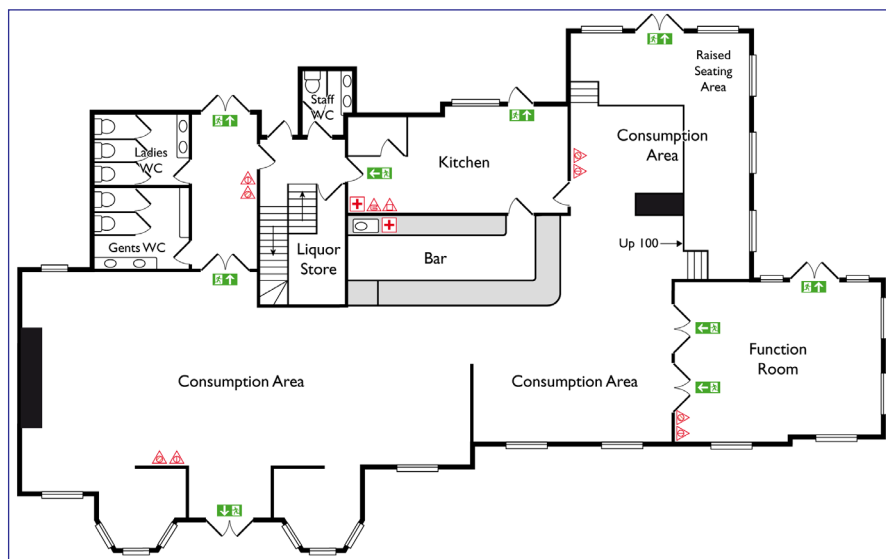 Raised
Seating
Area
Staff
WC
Consumption
Area
Ladies
WC
Kitchen
Gents WC
Up 100
Liquor
Store
Bar
Function
Room
Consumption Area
Consumption Area